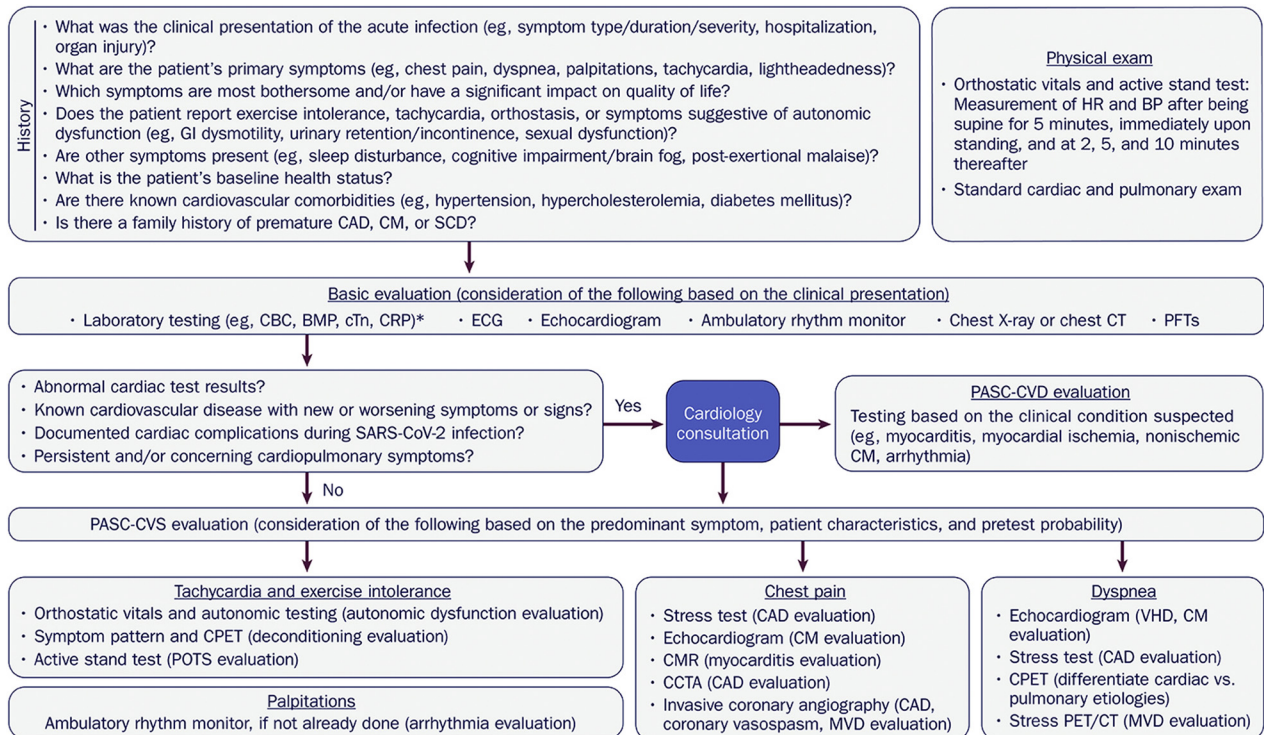 History
• What was the clinical presentation of the acute infection (eg, symptom type/duration/severity, hospitalization,
organ injury)?
• What are the patient's primary symptoms (eg, chest pain, dyspnea, palpitations, tachycardia, lightheadedness)?
• Which symptoms are most bothersome and/or have a significant impact on quality of life?
• Does the patient report exercise intolerance, tachycardia, orthostasis, or symptoms suggestive of autonomic
dysfunction (eg, GI dysmotility, urinary retention/incontinence, sexual dysfunction)?
• Are other symptoms present (eg, sleep disturbance, cognitive impairment/brain fog, post-exertional malaise)?
• What is the patient's baseline health status?
• Are there known cardiovascular comorbidities (eg, hypertension, hypercholesterolemia, diabetes mellitus)?
• Is there a family history of premature CAD, CM, or SCD?
Physical exam
• Orthostatic vitals and active stand test:
Measurement of HR and BP after being
supine for 5 minutes, immediately upon
standing, and at 2, 5, and 10 minutes
thereafter
• Standard cardiac and pulmonary exam
Basic evaluation (consideration of the following based on the clinical presentation)
• Laboratory testing (eg, CBC, BMP, cTn, CRP)* • ECG • Echocardiogram • Ambulatory rhythm monitor • Chest X-ray or chest CT • PFTs
• Abnormal cardiac test results?
• Known cardiovascular disease with new or worsening symptoms or signs?
• Documented cardiac complications during SARS-CoV-2 infection?
• Persistent and/or concerning cardiopulmonary symptoms?
Yes
Cardiology
consultation
PASC-CVD evaluation
Testing based on the clinical condition suspected
(eg, myocarditis, myocardial ischemia, nonischemic
CM, arrhythmia)
No
PASC-CVS evaluation (consideration of the following based on the predominant symptom, patient characteristics, and pretest probability)
Tachycardia and exercise intolerance
• Orthostatic vitals and autonomic testing (autonomic dysfunction evaluation)
• Symptom pattern and CPET (deconditioning evaluation)
• Active stand test (POTS evaluation)
Palpitations
Ambulatory rhythm monitor, if not already done (arrhythmia evaluation)
Chest pain
• Stress test (CAD evaluation)
• Echocardiogram (CM evaluation)
• CMR (myocarditis evaluation)
• CCTA (CAD evaluation)
• Invasive coronary angiography (CAD,
coronary vasospasm, MVD evaluation)
Dyspnea
• Echocardiogram (VHD, CM
evaluation)
• Stress test (CAD evaluation)
• CPET (differentiate cardiac vs.
pulmonary etiologies)
• Stress PET/CT (MVD evaluation)